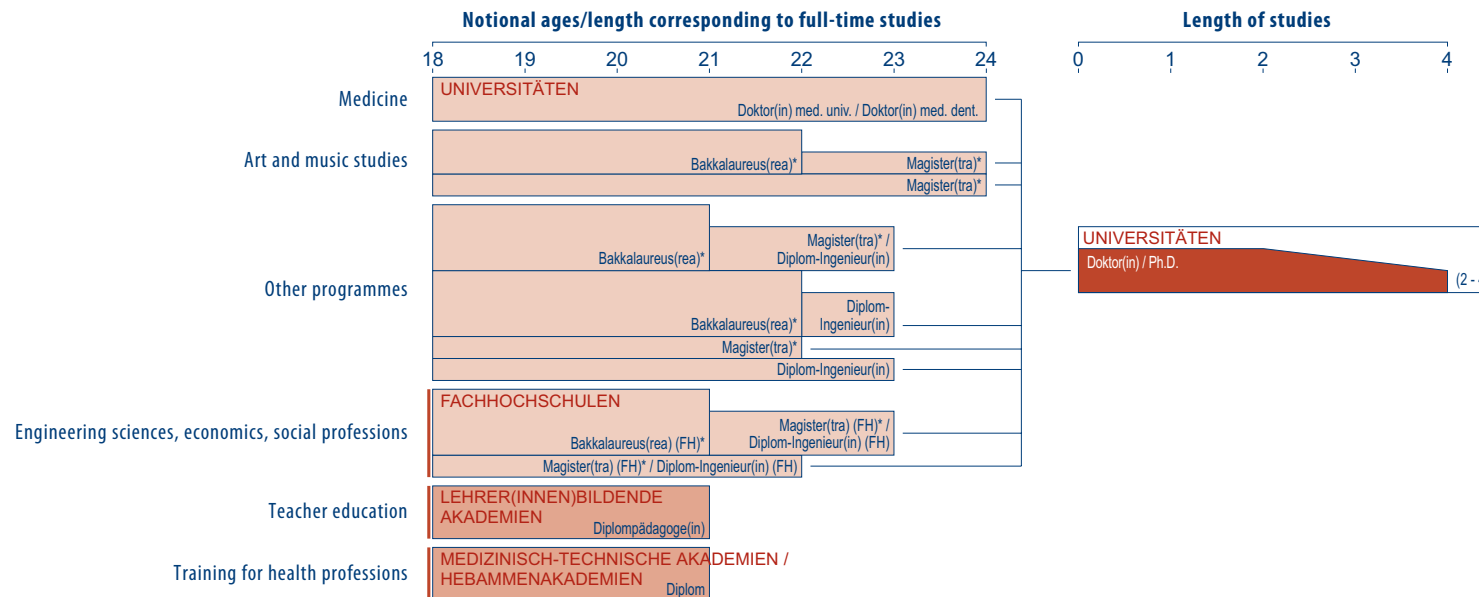 Notional ages/length corresponding to full-time studies
Length of studies
18 19 20 21 22 23 24
0 1 2 3 4
Medicine
UNIVERSITÄTEN
Doktor(in) med. univ. / Doktor(in) med. dent.
Art and music studies
Bakkalaureus(rea)*
Magister(tra)*
Magister(tra)*
Other programmes
Bakkalaureus(rea)*
Magister(tra)* /
Diplom-Ingenieur(in)
Bakkalaureus(rea)*
Diplom-
Ingenieur(in)
Magister(tra)*
Diplom-Ingenieur(in)
UNIVERSITÄTEN
Doktor(in) / Ph.D.
(2 -
Engineering sciences, economics, social professions
FACHHOCHSCHULEN
Bakkalaureus(rea) (FH)*
Magister(tra) (FH)* /
Diplom-Ingenieur(in) (FH)
Magister(tra) (FH)* / Diplom-Ingenieur(in) (FH)
Teacher education
LEHRER(INNEN)BILDENDE
AKADEMIEN
Diplompädagoge(in)
Training for health professions
MEDIZINISCH-TECHNISCHE AKADEMIEN /
HEBAMMENAKADEMIEN
Diplom